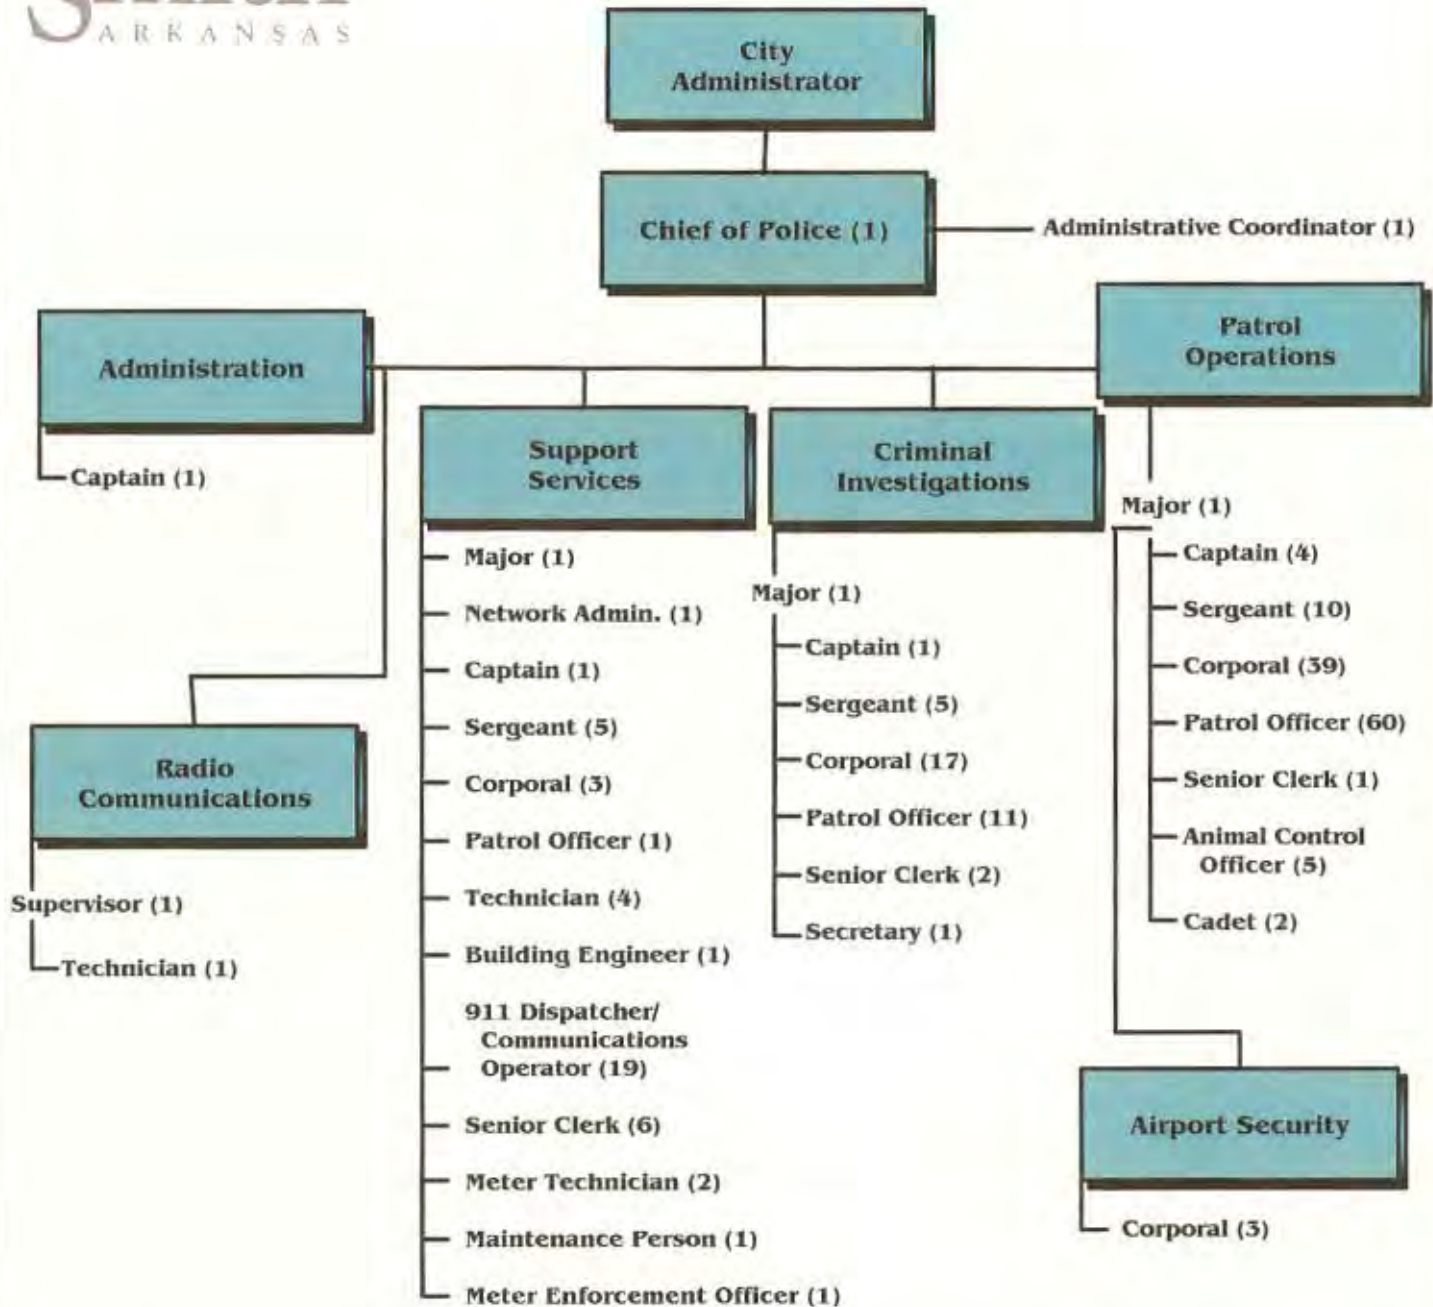 ARKANSAS
City
Administrator
Chief of Police (1)
Administrative Coordinator (1)
Administration
Captain (1)
Patrol
Operations
Support
Services
Criminal
Investigations
Major (1)
Network Admin. (1)
Captain (1)
Sergeant (5)
Corporal (3)
Patrol Officer (1)
Technician (4)
Building Engineer (1)
911 Dispatcher/
Communications
Operator (19)
Senior Clerk (6)
Meter Technician (2)
Maintenance Person (1)
Meter Enforcement Officer (1)
Major (1)
Captain (1)
Sergeant (5)
Corporal (17)
Patrol Officer (11)
Senior Clerk (2)
Secretary (1)
Major (1)
Captain (4)
Sergeant (10)
Corporal (39)
Patrol Officer (60)
Senior Clerk (1)
Animal Control
Officer (5)
Cadet (2)
Radio
Communications
Supervisor (1)
Technician (1)
Airport Security
Corporal (3)